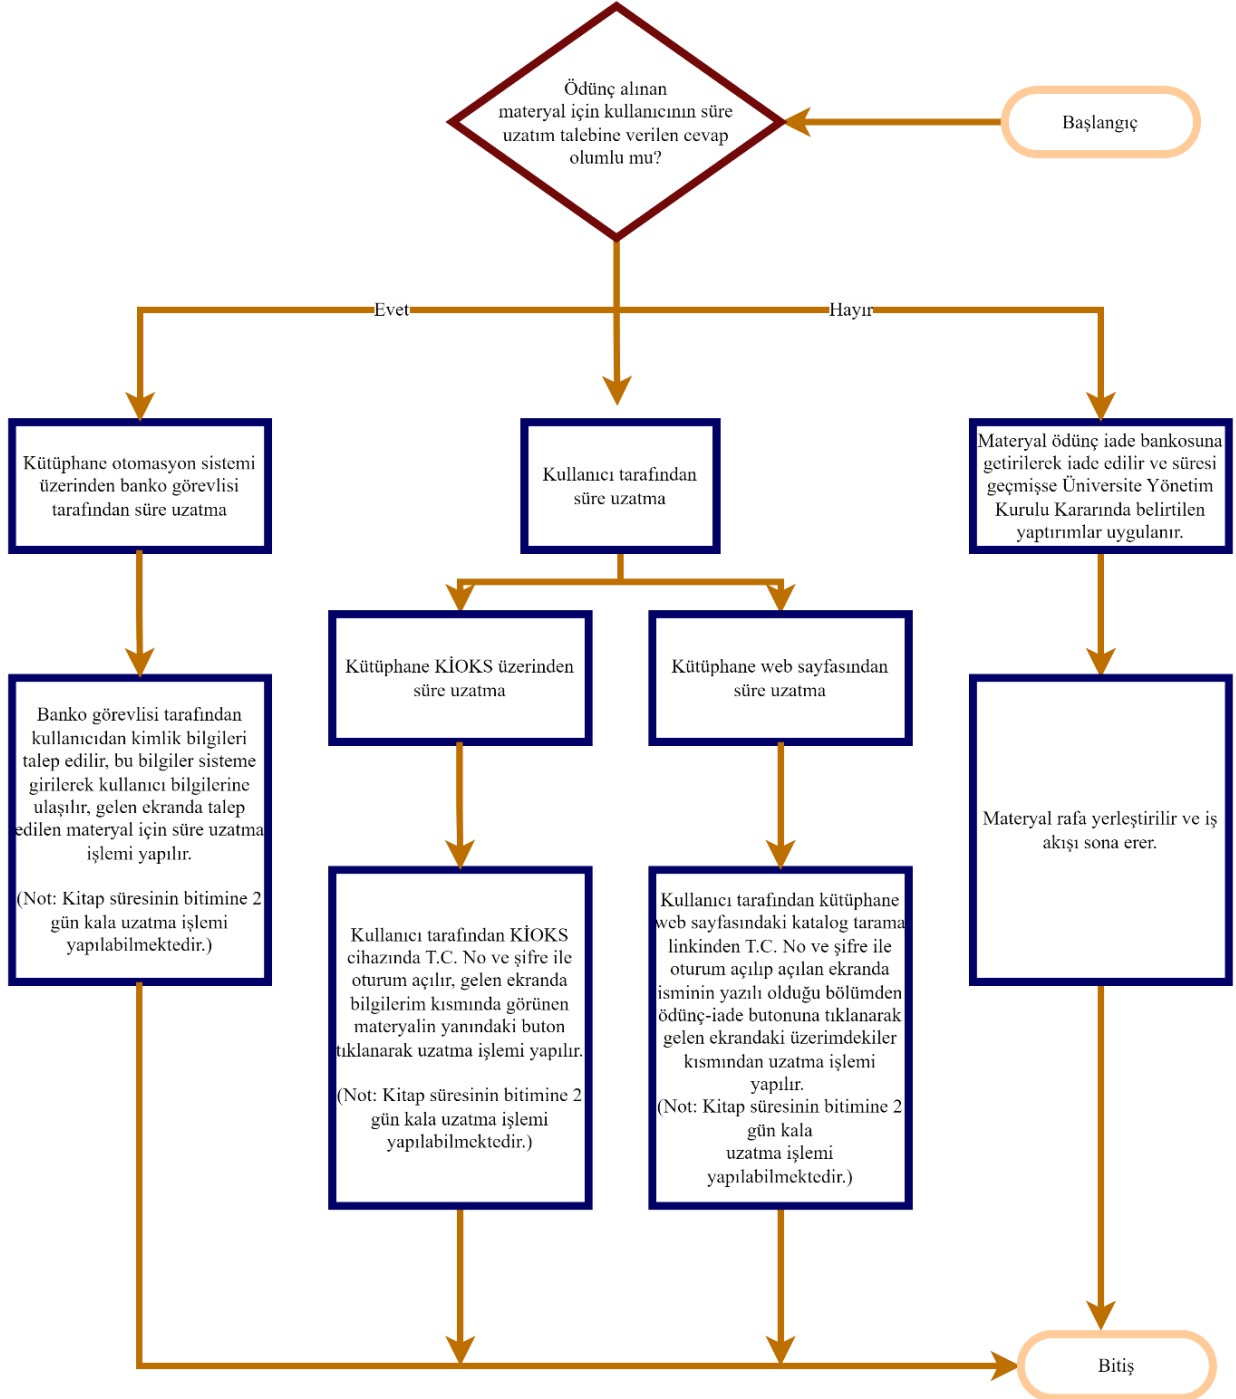 Ödünç alınan
materyal için kullanıcının süre
uzatım talebine verilen cevap
olumlu mu?
Başlangıç
Evet
Hayır
Kütüphane otomasyon sistemi
üzerinden banko görevlisi
tarafından süre uzatma
Kullanıcı tarafından
süre uzatma
Materyal ödünç iade bankosuna
getirilerek iade edilir ve süresi
geçmişse Üniversite Yönetim
Kurulu Kararında belirtilen
yaptırımlar uygulanır.
Kütüphane KİOKS üzerinden
süre uzatma
Kütüphane web sayfasından
süre uzatma
Banko görevlisi tarafından
kullanıcıdan kimlik bilgileri
talep edilir, bu bilgiler sisteme
girilerek kullanıcı bilgilerine
ulaşılır, gelen ekranda talep
edilen materyal için süre uzatma
işlemi yapılır.
(Not: Kitap süresinin bitimine 2
gün kala uzatma işlemi
yapılabilmektedir.)
Materyal rafa yerleştirilir ve iş
akışı sona erer.
Kullanıcı tarafından KİOKS
cihazında T.C. No ve şifre ile
oturum açılır, gelen ekranda
bilgilerim kısmında görünen
materyalin yanındaki buton
tıklanarak uzatma işlemi yapılır.
(Not: Kitap süresinin bitimine 2
gün kala uzatma işlemi
yapılabilmektedir.)
Kullanıcı tarafından kütüphane
web sayfasındaki katalog tarama
linkinden T.C. No ve şifre ile
oturum açılıp açılan ekranda
isminin yazılı olduğu bölümden
ödünç-iade butonuna tıklanarak
gelen ekrandaki üzerimdekiler
kısmından uzatma işlemi
yapılır.
(Not: Kitap süresinin bitimine 2
gün kala
uzatma işlemi
yapılabilmektedir.)
Bitiş